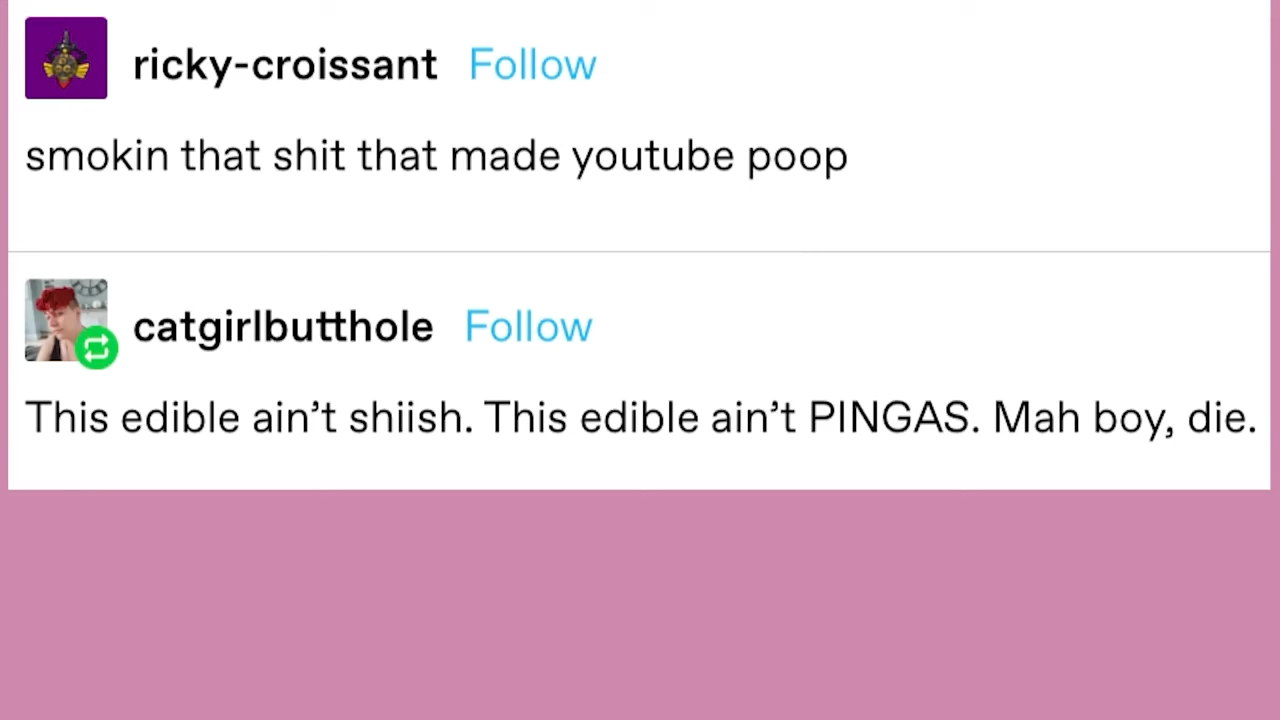 ricky-croissant Follow
smokin that shit that made youtube poop
catgirlbutthole Follow
This edible ain’t shiish. This edible ain’t PINGAS. Mah boy, die.